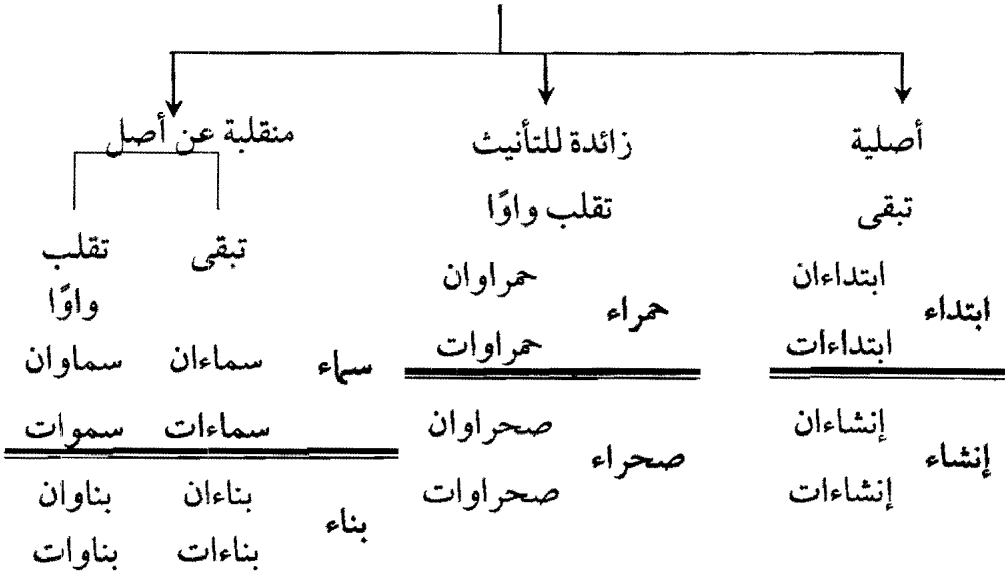 أصلية
تبقى
ابتداء
ابتداءان
ابتداءات
إنشاء
إنشاءان
إنشاءات
زائدة للتأنيث
تقلب واوًا
حمراء
حمراوان
حمراوات
صحراء
صحراوان
صحراوات
منقلبة عن أصل
تبقى
تقلب
واوًا
سماء
سماءان
سماوان
سماءات
سموات
بناء
بناءان
بناوان
بناءات
بناوات